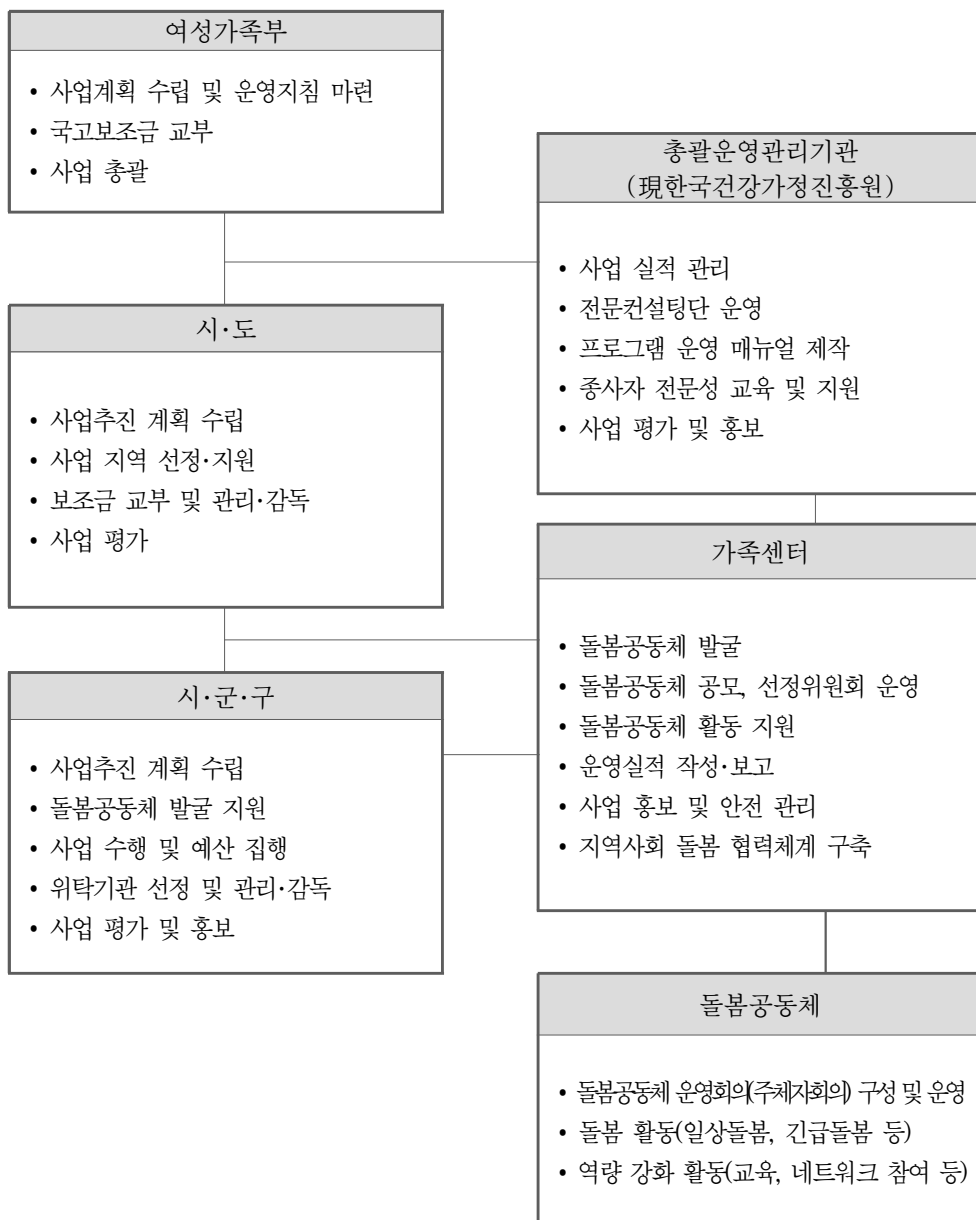 여성가족부
• 사업계획 수립 및 운영지침 마련
• 국고보조금 교부
• 사업 총괄
총괄운영관리기관
(現한국건강가정진흥원)
• 사업 실적 관리
• 전문컨설팅단 운영
• 프로그램 운영 매뉴얼 제작
• 종사자 전문성 교육 및 지원
• 사업 평가 및 홍보
시·도
• 사업추진 계획 수립
• 사업 지역 선정·지원
• 보조금 교부 및 관리·감독
• 사업 평가
가족센터
• 돌봄공동체 발굴
• 돌봄공동체 공모, 선정위원회 운영
• 돌봄공동체 활동 지원
• 운영실적 작성·보고
• 사업 홍보 및 안전 관리
• 지역사회 돌봄 협력체계 구축
시·군·구
• 사업추진 계획 수립
• 돌봄공동체 발굴 지원
• 사업 수행 및 예산 집행
• 위탁기관 선정 및 관리·감독
• 사업 평가 및 홍보
돌봄공동체
• 돌봄공동체 운영회의(주체자회의) 구성 및 운영
• 돌봄 활동(일상돌봄, 긴급돌봄 등)
• 역량 강화 활동(교육, 네트워크 참여 등)